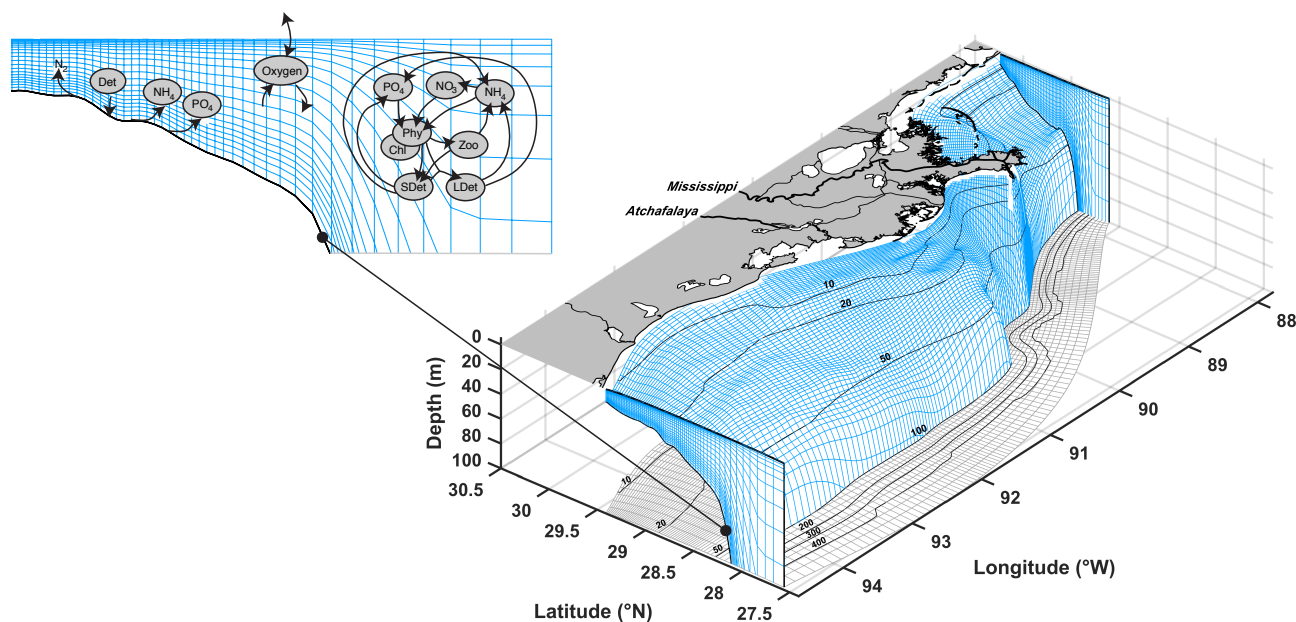 N2
Det
NH4
PO4
Oxygen
PO4
NO3
NH4
Phy
Chl
Zoo
SDet
LDet
Mississippi
Atchafalaya
10
20
50
100
200
300
400
10
20
50
0
20
40
60
80
100
Depth (m)
30.5
30
29.5
29
28.5
28
27.5
Latitude (°N)
94
93
92
91
90
89
88
Longitude (°W)